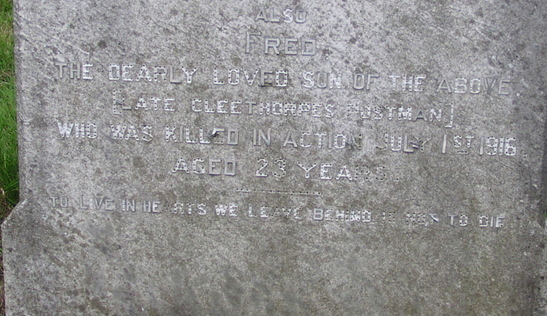 ALSO
FRED
THE DEARLY LOVED SON OF THE ABOVE.
[LATE CLEETHORPES POSTMAN]
WHO WAS KILLED IN ACTION JULY 1ST 1916
AGED 23 YEARS
TO LIVE IN HEARTS WE LEAVE BEHIND IS NOT TO DIE